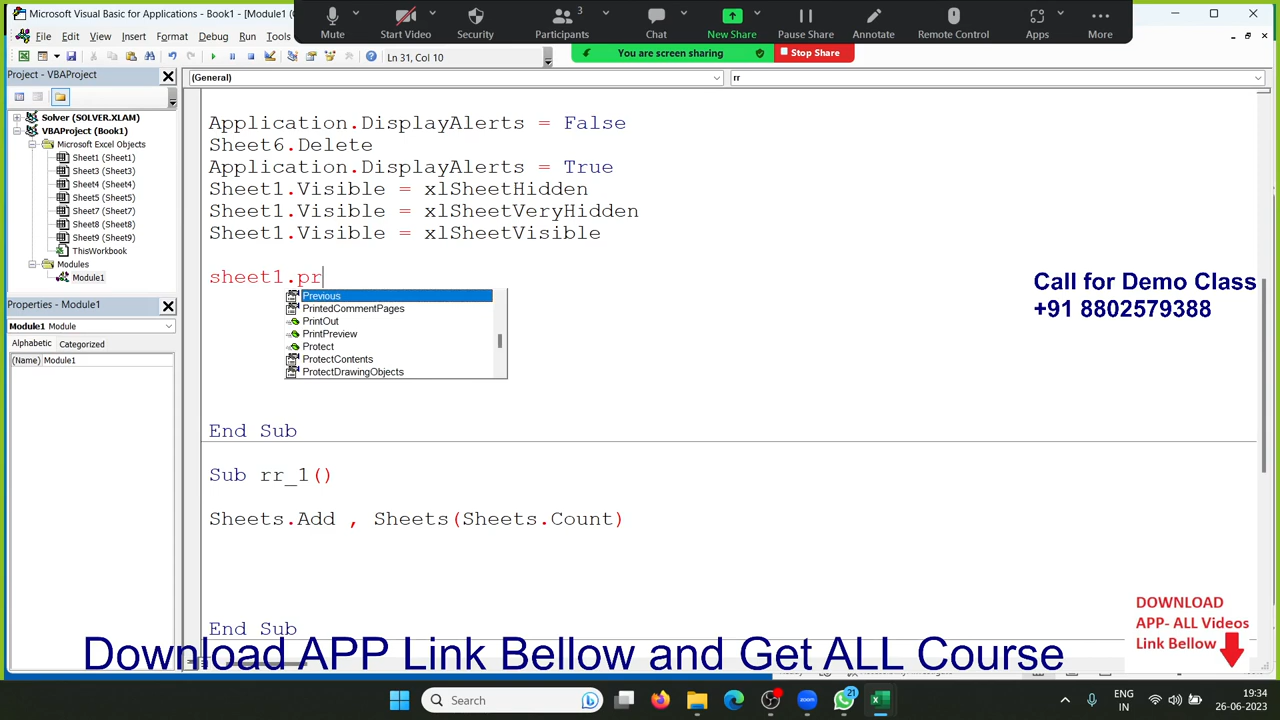 Microsoft Visual Basic for Applications - Book1 - [Module1 (
Mute
Start Video
Security
3
Participants
Chat
New Share
Pause Share
Annotate
Remote Control
Apps
More
File Edit View Insert Format Debug Run Tools
You are screen sharing
Stop Share
Ln 31, Col 10
Project - VBAProject
(General)
rr
Solver (SOLVER.XLAM)
VBAProject (Book1)
Microsoft Excel Objects
Sheet1 (Sheet1)
Sheet3 (Sheet3)
Sheet4 (Sheet4)
Sheet5 (Sheet5)
Sheet7 (Sheet7)
Sheet8 (Sheet8)
Sheet9 (Sheet9)
ThisWorkbook
Modules
Module1
Properties - Module1
Module1 Module
Alphabetic Categorized
(Name) Module1
Application.DisplayAlerts = False
Sheet6.Delete
Application.DisplayAlerts = True
Sheet1.Visible = xlSheetHidden
Sheet1.Visible = xlSheetVeryHidden
Sheet1.Visible = xlSheetVisible
sheet1.pr
Previous
PrintedCommentPages
PrintOut
PrintPreview
Protect
ProtectContents
ProtectDrawingObjects
End Sub
Sub rr_1()
Sheets.Add , Sheets(Sheets.Count)
End Sub
Call for Demo Class
+91 8802579388
DOWNLOAD
APP- ALL Videos
Link Bellow
Download APP Link Bellow and Get ALL Course
Search
21
ENG
IN
19:34
26-06-2023